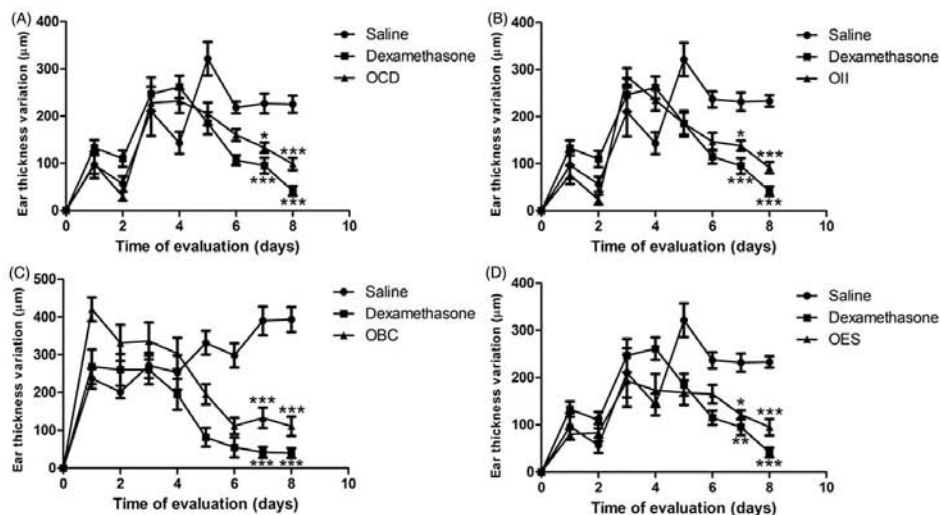 (A)
400
300
200
100
0
Ear thickness variation (μm)
0 2 4 6 8 10
Time of evaluation (days)
Saline
Dexamethasone
OCD
*
***
***
***
(B)
400
300
200
100
0
Ear thickness variation (μm)
0 2 4 6 8 10
Time of evaluation (days)
Saline
Dexamethasone
OII
*
***
***
***
(C)
500
400
300
200
100
0
Ear thickness variation (μm)
0 2 4 6 8 10
Time of evaluation (days)
Saline
Dexamethasone
OBC
*** ***
*** ***
(D)
400
300
200
100
0
Ear thickness variation (μm)
0 2 4 6 8 10
Time of evaluation (days)
Saline
Dexamethasone
OES
*
***
**
***